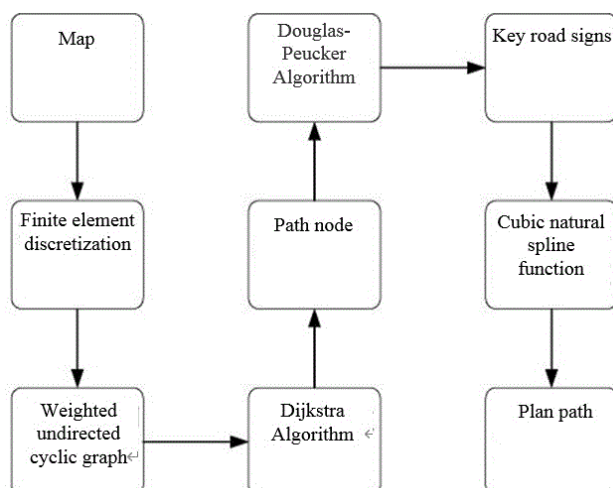 Map
Finite element
discretization
Weighted
undirected
cyclic graph↵
Dijkstra
Algorithm ↵
Path node
Douglas-
Peucker
Algorithm
Key road signs
Cubic natural
spline
function
Plan path